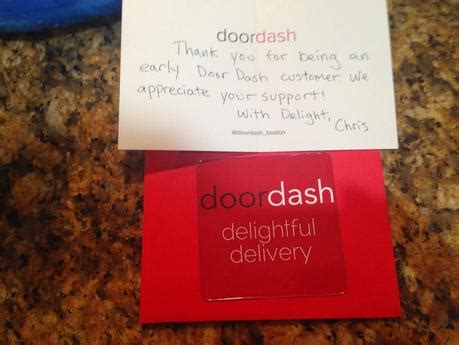 doordash
Thank you for being an
early Door Dash customer. We
appreciate your support!
With Delight,
Chris
@doordash_boston
doordash
delightful
delivery